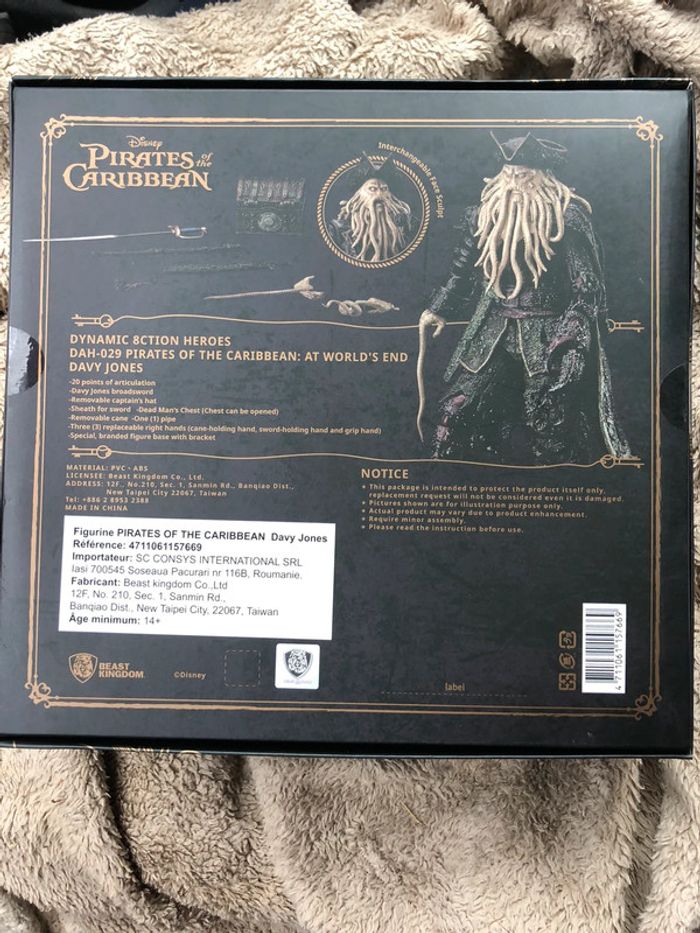 Disney
PIRATES of the
CARIBBEAN
Interchangeable Face Sculpt
DYNAMIC 8CTION HEROES
DAH-029 PIRATES OF THE CARIBBEAN: AT WORLD'S END
DAVY JONES
-20 points of articulation
-Davy Jones broadsword
-Removable captain's hat
-Sheath for sword -Dead Man's Chest (Chest can be opened)
-Removable cane -One (1) pipe
-Three (3) replaceable right hands (cane-holding hand, sword-holding hand and grip hand)
-Special, branded figure base with bracket
MATERIAL: PVC、ABS
LICENSEE: Beast Kingdom Co., Ltd.
ADDRESS: 12F., No.210, Sec. 1, Sanmin Rd., Banqiao Dist.,
New Taipei City 22067, Taiwan
Tel: +886 2 8953 2388
MADE IN CHINA
NOTICE
* This package is intended to protect the product itself only,
replacement request will not be considered even it is damaged.
* Pictures shown are for illustration purpose only.
* Actual product may vary due to product enhancement.
* Require minor assembly.
* Please read the instruction before use.
Figurine PIRATES OF THE CARIBBEAN Davy Jones
Référence: 4711061157669
Importateur: SC CONSYS INTERNATIONAL SRL
Iasi 700545 Soseaua Pacurari nr 116B, Roumanie.
Fabricant: Beast kingdom Co.,Ltd
12F, No. 210, Sec. 1, Sanmin Rd.,
Banqiao Dist., New Taipei City, 22067, Taiwan
Âge minimum: 14+
BEAST
KINGDOM
©Disney
label
4 711061 157669